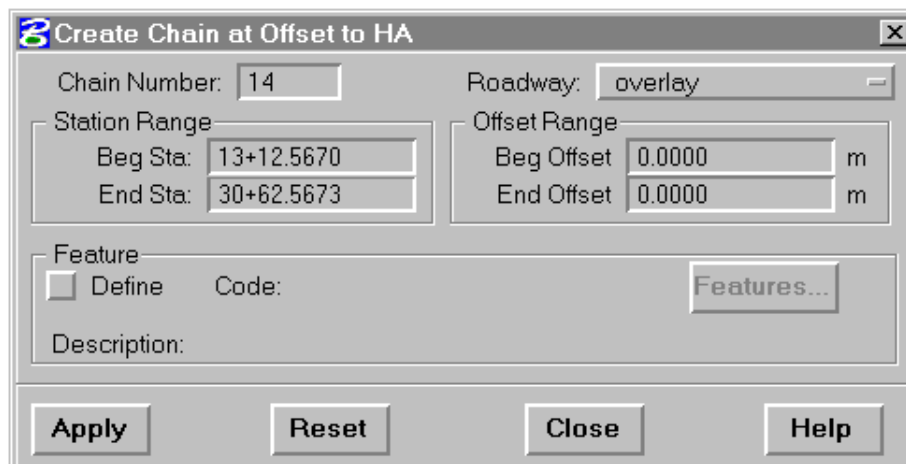 Create Chain at Offset to HA
Chain Number: 14 Roadway: overlay
Station Range Offset Range
Beg Sta: 13+12.5670 Beg Offset 0.0000 m
End Sta: 30+62.5673 End Offset 0.0000 m
Feature
Define Code: Features...
Description:
Apply Reset Close Help